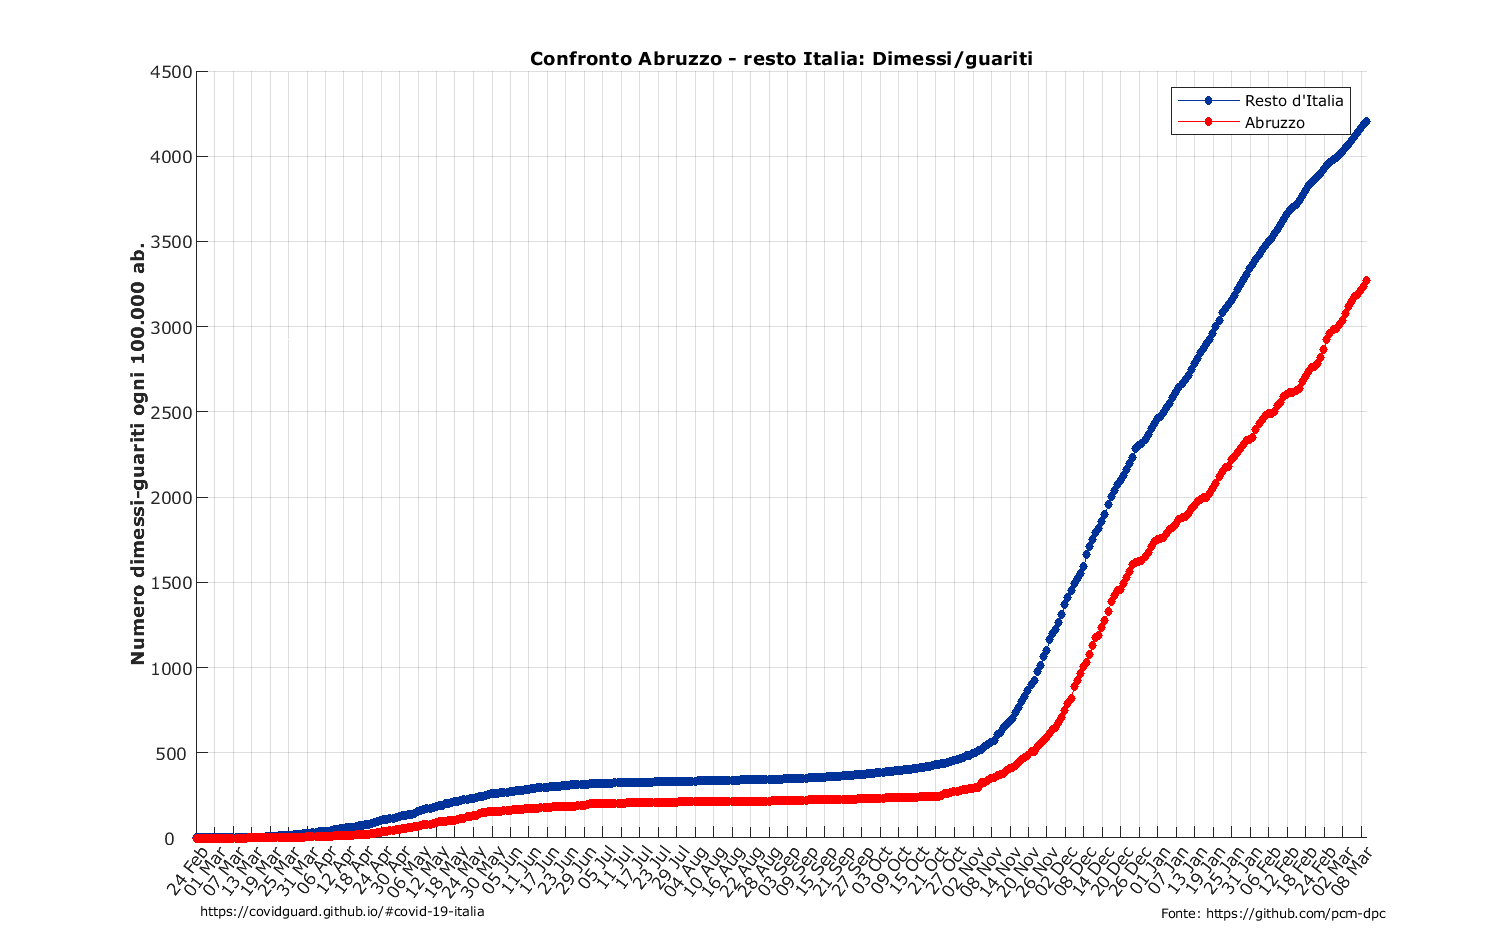 Confronto Abruzzo - resto Italia: Dimessi/guariti
Numero dimessi-guariti ogni 100.000 ab.
4500
4000
3500
3000
2500
2000
1500
1000
500
0
Resto d'Italia
Abruzzo
24 Feb
01 Mar
07 Mar
13 Mar
19 Mar
25 Mar
31 Mar
06 Apr
12 Apr
18 Apr
24 Apr
30 Apr
06 May
12 May
18 May
24 May
30 May
05 Jun
11 Jun
17 Jun
23 Jun
29 Jun
05 Jul
11 Jul
17 Jul
23 Jul
29 Jul
04 Aug
10 Aug
16 Aug
22 Aug
28 Aug
03 Sep
09 Sep
15 Sep
21 Sep
27 Sep
03 Oct
09 Oct
15 Oct
21 Oct
27 Oct
02 Nov
08 Nov
14 Nov
20 Nov
26 Nov
02 Dec
08 Dec
14 Dec
20 Dec
26 Dec
01 Jan
07 Jan
13 Jan
19 Jan
25 Jan
31 Jan
06 Feb
12 Feb
18 Feb
24 Feb
02 Mar
08 Mar
https://covidguard.github.io/#covid-19-italia
Fonte: https://github.com/pcm-dpc